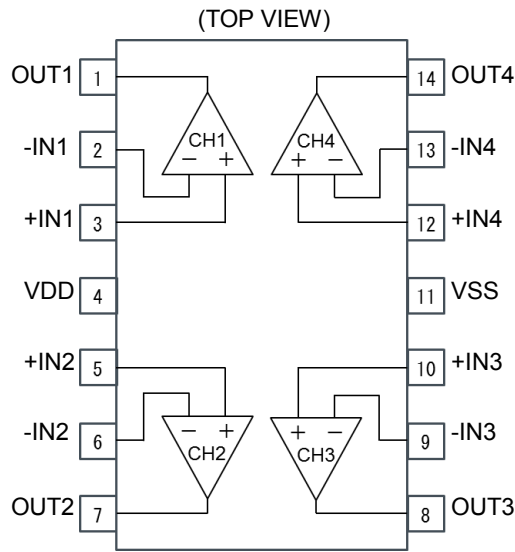 (TOP VIEW)
OUT1 1 14 OUT4
CH1 CH4
-IN1 2 − + + − 13 -IN4
+IN1 3 12 +IN4
VDD 4 11 VSS
+IN2 5 10 +IN3
-IN2 6 − + + − 9 -IN3
CH2 CH3
OUT2 7 8 OUT3